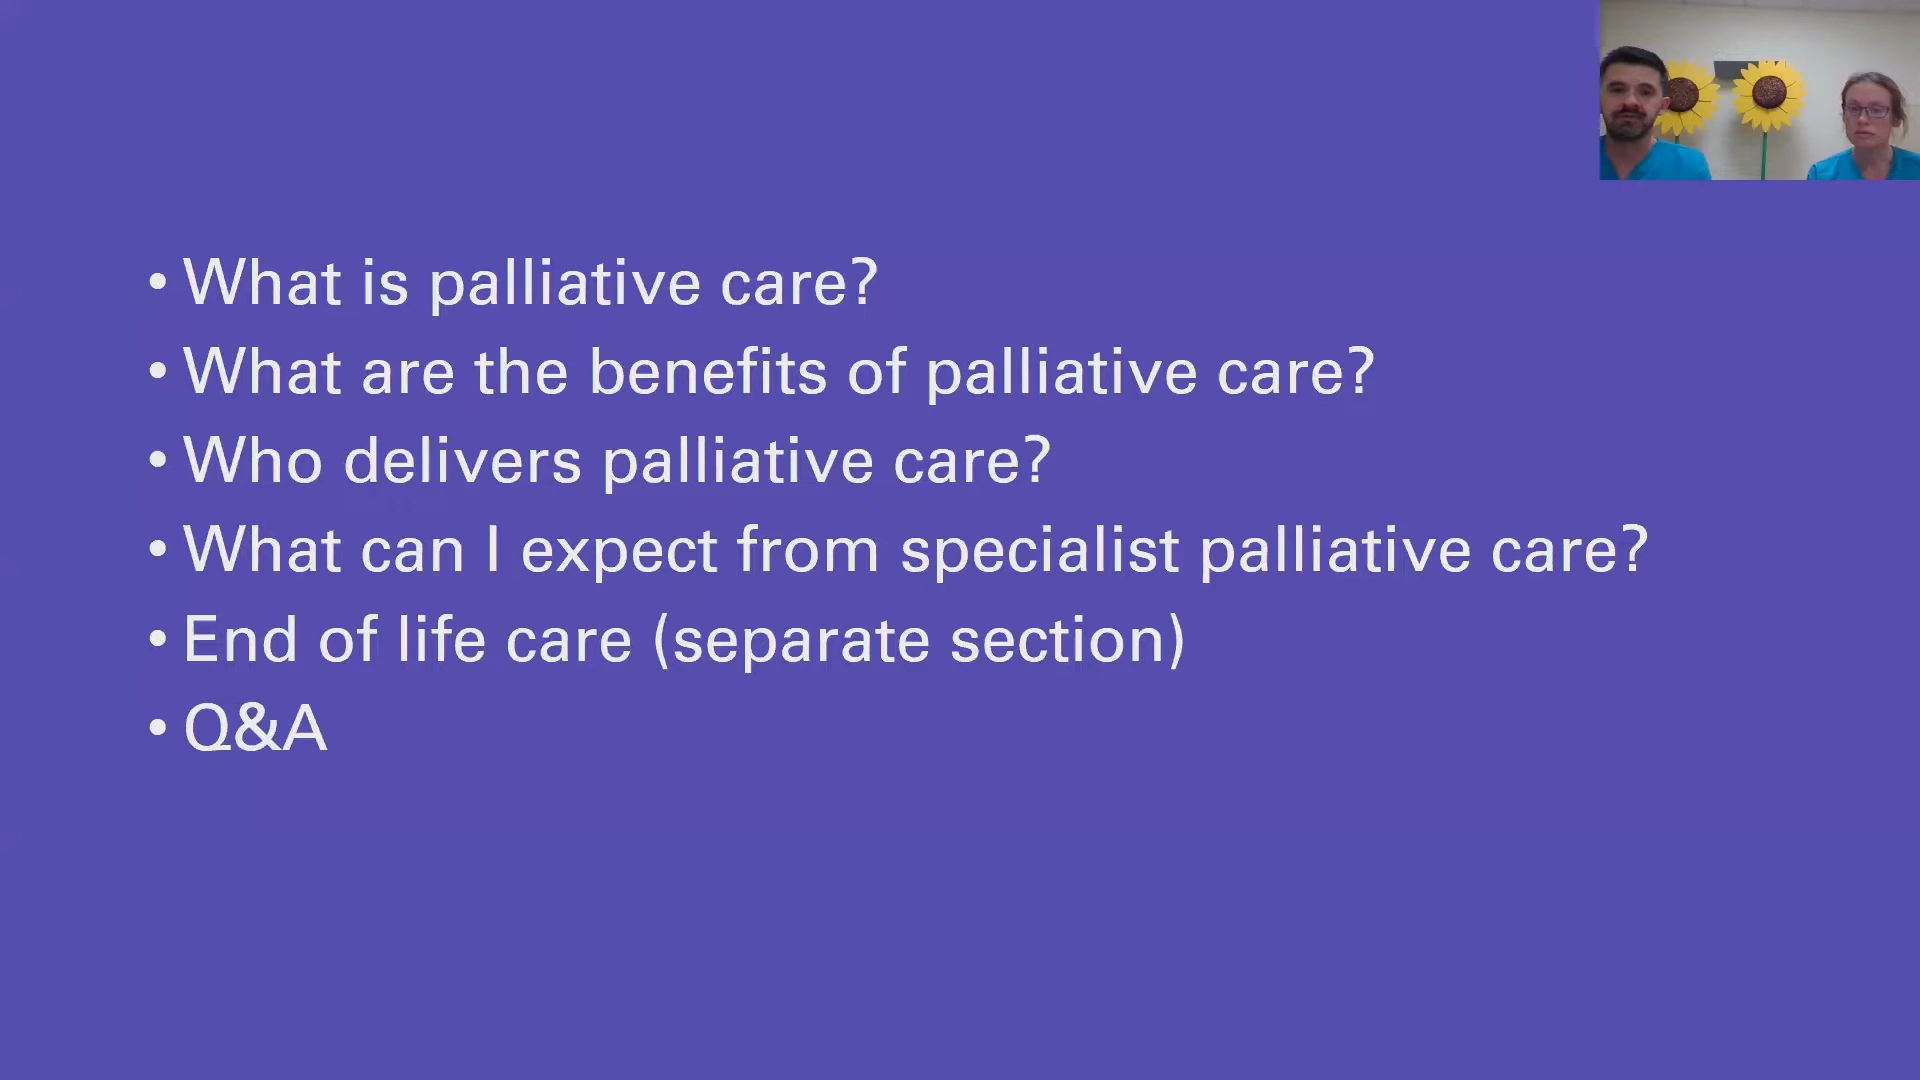 • What is palliative care?
• What are the benefits of palliative care?
• Who delivers palliative care?
• What can I expect from specialist palliative care?
• End of life care (separate section)
• Q&A